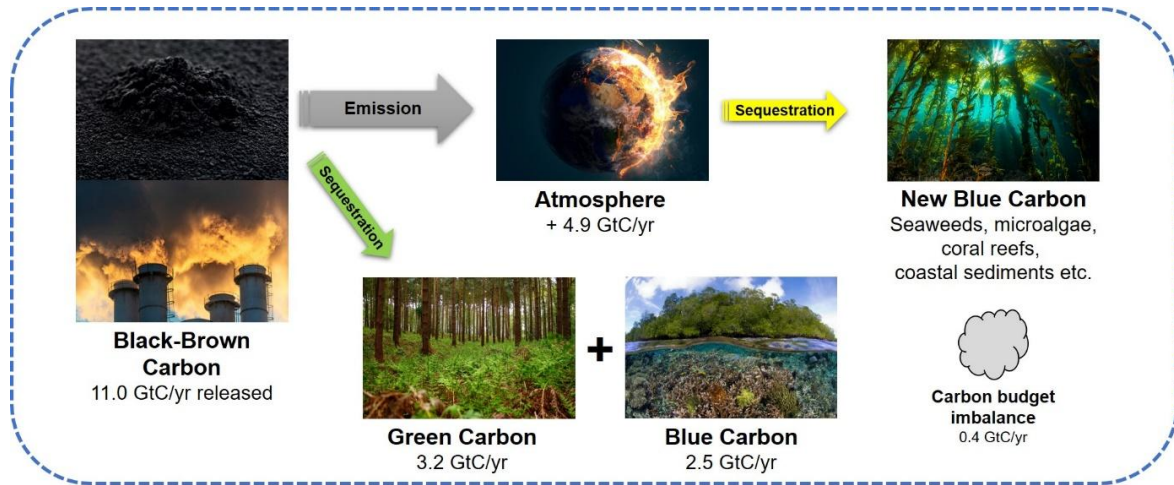 Emission
Sequestration
Sequestration
Atmosphere
+ 4.9 GtC/yr
New Blue Carbon
Seaweeds, microalgae,
coral reefs,
coastal sediments etc.
Black-Brown
Carbon
11.0 GtC/yr released
Green Carbon
3.2 GtC/yr
+
Blue Carbon
2.5 GtC/yr
Carbon budget
imbalance
0.4 GtC/yr